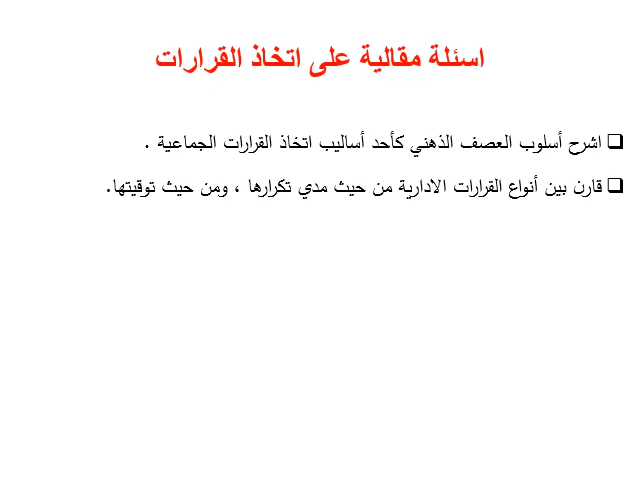 اسئلة مقالية على اتخاذ القرارات
❑ اشرح أسلوب العصف الذهني كأحد أساليب اتخاذ القرارات الجماعية .
❑ قارن بين أنواع القرارات الادارية من حيث مدي تكرارها ، ومن حيث توقيتها.